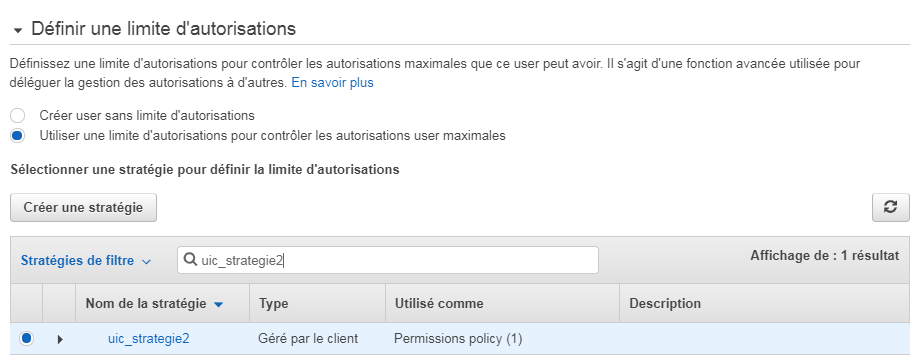 Définir une limite d'autorisations
Définissez une limite d'autorisations pour contrôler les autorisations maximales que ce user peut avoir. Il s'agit d'une fonction avancée utilisée pour
déléguer la gestion des autorisations à d'autres. En savoir plus
Créer user sans limite d'autorisations
Utiliser une limite d'autorisations pour contrôler les autorisations user maximales
Sélectionner une stratégie pour définir la limite d'autorisations
Créer une stratégie
Stratégies de filtre uic_strategie2 Affichage de : 1 résultat
Nom de la stratégie Type Utilisé comme Description
uic_strategie2 Géré par le client Permissions policy (1)